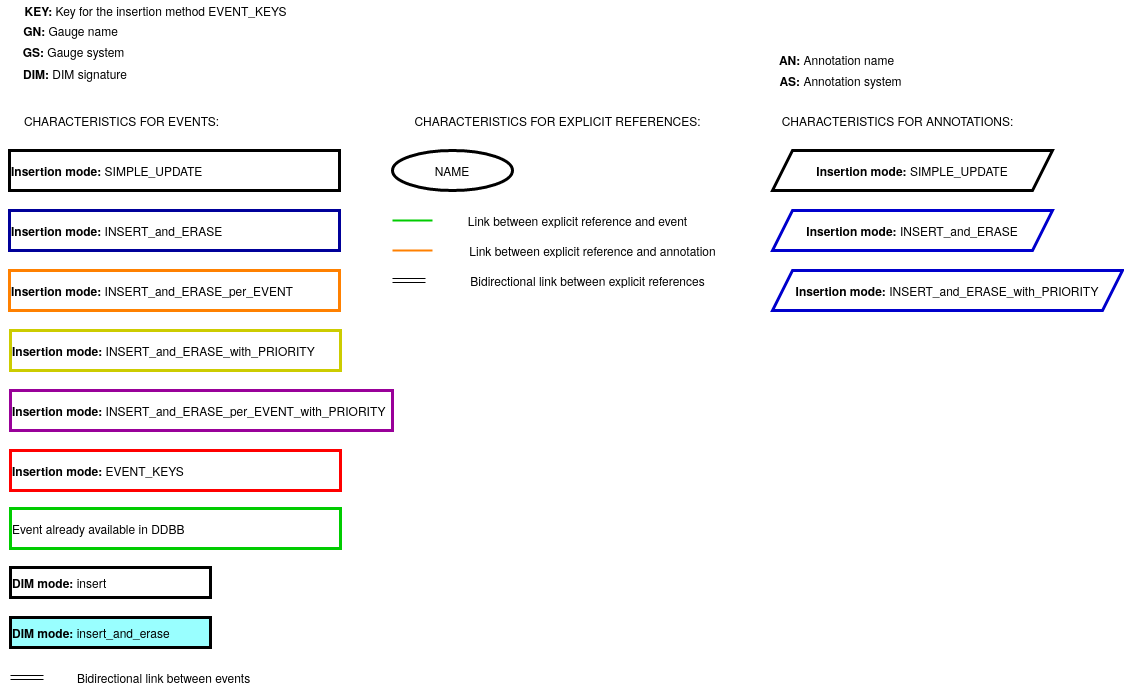 KEY: Key for the insertion method EVENT_KEYS
GN: Gauge name
GS: Gauge system
DIM: DIM signature
AN: Annotation name
AS: Annotation system
CHARACTERISTICS FOR EVENTS:
Insertion mode: SIMPLE_UPDATE
Insertion mode: INSERT_and_ERASE
Insertion mode: INSERT_and_ERASE_per_EVENT
Insertion mode: INSERT_and_ERASE_with_PRIORITY
Insertion mode: INSERT_and_ERASE_per_EVENT_with_PRIORITY
Insertion mode: EVENT_KEYS
Event already available in DDBB
DIM mode: insert
DIM mode: insert_and_erase
Bidirectional link between events
CHARACTERISTICS FOR EXPLICIT REFERENCES:
NAME
Link between explicit reference and event
Link between explicit reference and annotation
Bidirectional link between explicit references
CHARACTERISTICS FOR ANNOTATIONS:
Insertion mode: SIMPLE_UPDATE
Insertion mode: INSERT_and_ERASE
Insertion mode: INSERT_and_ERASE_with_PRIORITY